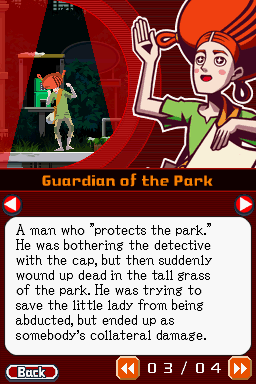 Guardian of the Park
A man who "protects the park."
He was bothering the detective
with the cap, but then suddenly
wound up dead in the tall grass
of the park. He was trying to
save the little lady from being
abducted, but ended up as
somebody's collateral damage.
Back
03/04